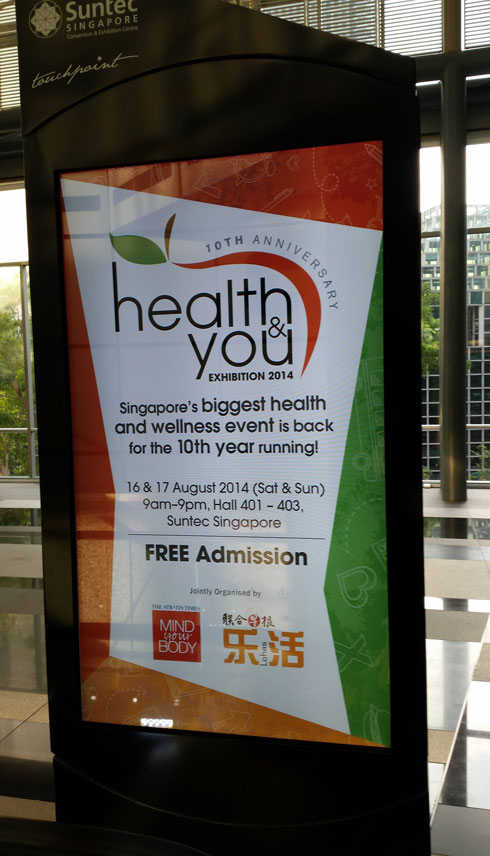 Suntec
SINGAPORE
Convention & Exhibition Centre
touchpoint
10TH ANNIVERSARY
health
&
you
EXHIBITION 2014
Singapore's biggest health
and wellness event is back
for the 10th year running!
16 & 17 August 2014 (Sat & Sun)
9am–9pm, Hall 401 – 403,
Suntec Singapore
FREE Admission
Jointly Organised by
THE STRAITS TIMES
MIND
your
BODY
联合早报
乐活
Lohas